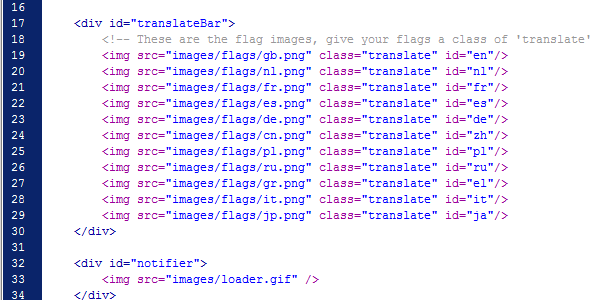 16
17 <div id="translateBar">
18 <!-- These are the flag images, give your flags a class of 'translate'
19 <img src="images/flags/gb.png" class="translate" id="en"/>
20 <img src="images/flags/nl.png" class="translate" id="nl"/>
21 <img src="images/flags/fr.png" class="translate" id="fr"/>
22 <img src="images/flags/es.png" class="translate" id="es"/>
23 <img src="images/flags/de.png" class="translate" id="de"/>
24 <img src="images/flags/cn.png" class="translate" id="zh"/>
25 <img src="images/flags/pl.png" class="translate" id="pl"/>
26 <img src="images/flags/ru.png" class="translate" id="ru"/>
27 <img src="images/flags/gr.png" class="translate" id="el"/>
28 <img src="images/flags/it.png" class="translate" id="it"/>
29 <img src="images/flags/jp.png" class="translate" id="ja"/>
30 </div>
31
32 <div id="notifier">
33 <img src="images/loader.gif" />
34 </div>